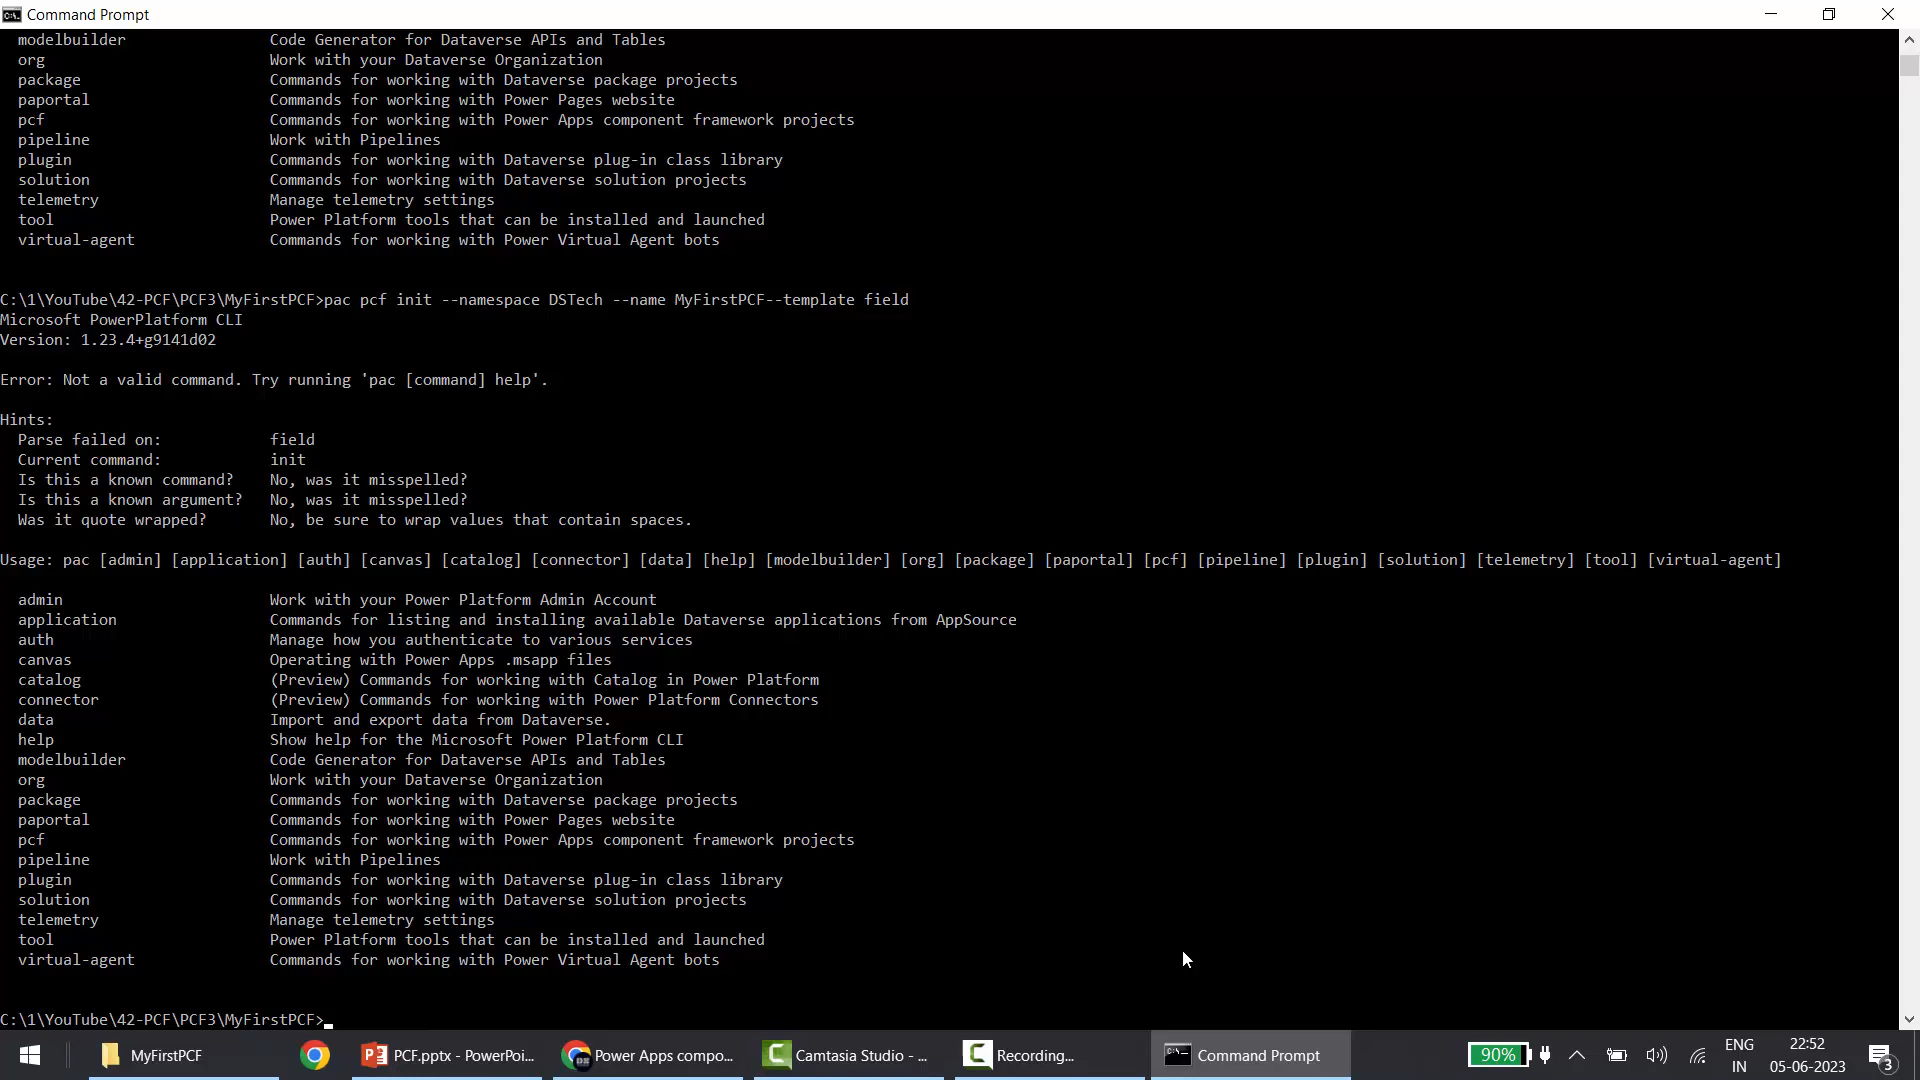 Command Prompt
modelbuilder Code Generator for Dataverse APIs and Tables
org Work with your Dataverse Organization
package Commands for working with Dataverse package projects
paportal Commands for working with Power Pages website
pcf Commands for working with Power Apps component framework projects
pipeline Work with Pipelines
plugin Commands for working with Dataverse plug-in class library
solution Commands for working with Dataverse solution projects
telemetry Manage telemetry settings
tool Power Platform tools that can be installed and launched
virtual-agent Commands for working with Power Virtual Agent bots
C:\1\YouTube\42-PCF\PCF3\MyFirstPCF>pac pcf init --namespace DSTech --name MyFirstPCF--template field
Microsoft PowerPlatform CLI
Version: 1.23.4+g9141d02
Error: Not a valid command. Try running 'pac [command] help'.
Hints:
Parse failed on: field
Current command: init
Is this a known command? No, was it misspelled?
Is this a known argument? No, was it misspelled?
Was it quote wrapped? No, be sure to wrap values that contain spaces.
Usage: pac [admin] [application] [auth] [canvas] [catalog] [connector] [data] [help] [modelbuilder] [org] [package] [paportal] [pcf] [pipeline] [plugin] [solution] [telemetry] [tool] [virtual-agent]
admin Work with your Power Platform Admin Account
application Commands for listing and installing available Dataverse applications from AppSource
auth Manage how you authenticate to various services
canvas Operating with Power Apps .msapp files
catalog (Preview) Commands for working with Catalog in Power Platform
connector (Preview) Commands for working with Power Platform Connectors
data Import and export data from Dataverse.
help Show help for the Microsoft Power Platform CLI
modelbuilder Code Generator for Dataverse APIs and Tables
org Work with your Dataverse Organization
package Commands for working with Dataverse package projects
paportal Commands for working with Power Pages website
pcf Commands for working with Power Apps component framework projects
pipeline Work with Pipelines
plugin Commands for working with Dataverse plug-in class library
solution Commands for working with Dataverse solution projects
telemetry Manage telemetry settings
tool Power Platform tools that can be installed and launched
virtual-agent Commands for working with Power Virtual Agent bots
C:\1\YouTube\42-PCF\PCF3\MyFirstPCF>
MyFirstPCF PCF.pptx - PowerPoi... Power Apps compo... Camtasia Studio - ... Recording... Command Prompt 90% ENG 22:52
IN 05-06-2023 3